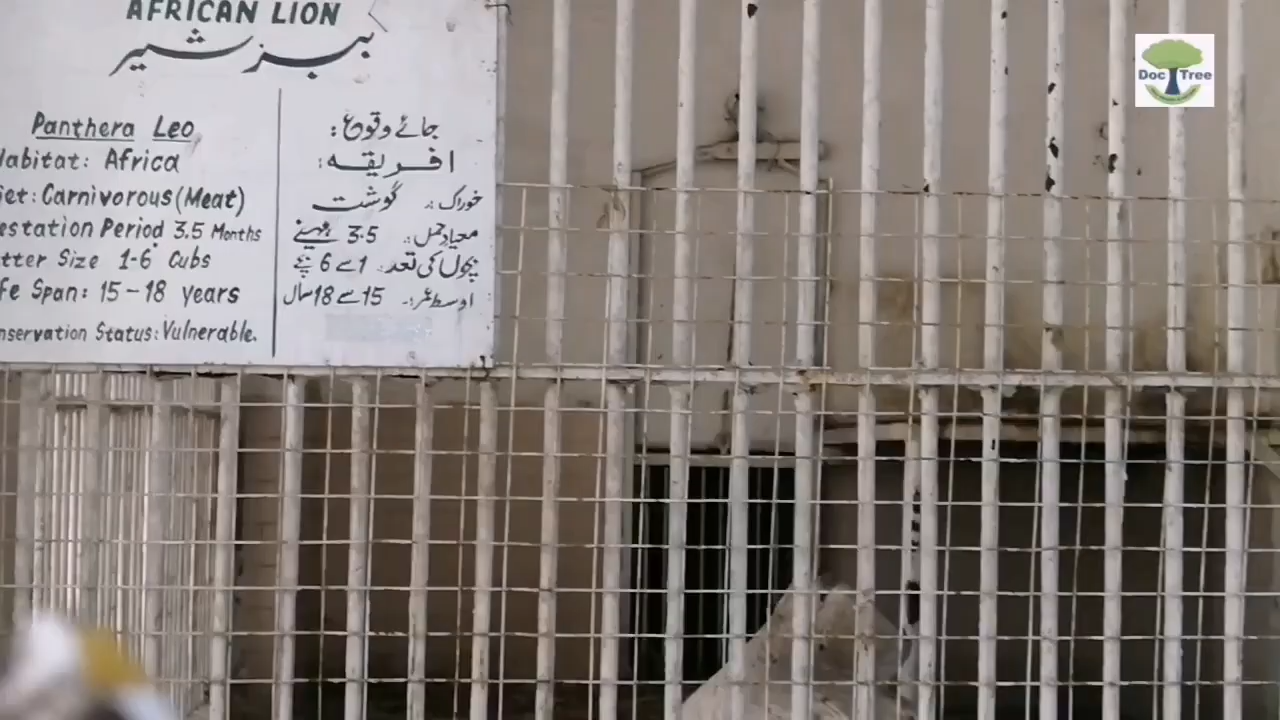 AFRICAN LION
ببر شیر
Panthera Leo
Habitat: Africa
Diet: Carnivorous (Meat)
estation Period 3.5 Months
tter Size 1-6 Cubs
fe Span: 15-18 years
nservation Status: Vulnerable.
جائے وقوع:
افریقہ:
خوراک: گوشت
معیاد حمل: 3.5 مہینے
بچوں کی تعداد: 1 سے 6 بچے
اوسط عمر: 15 سے 18 سال
Doc Tree